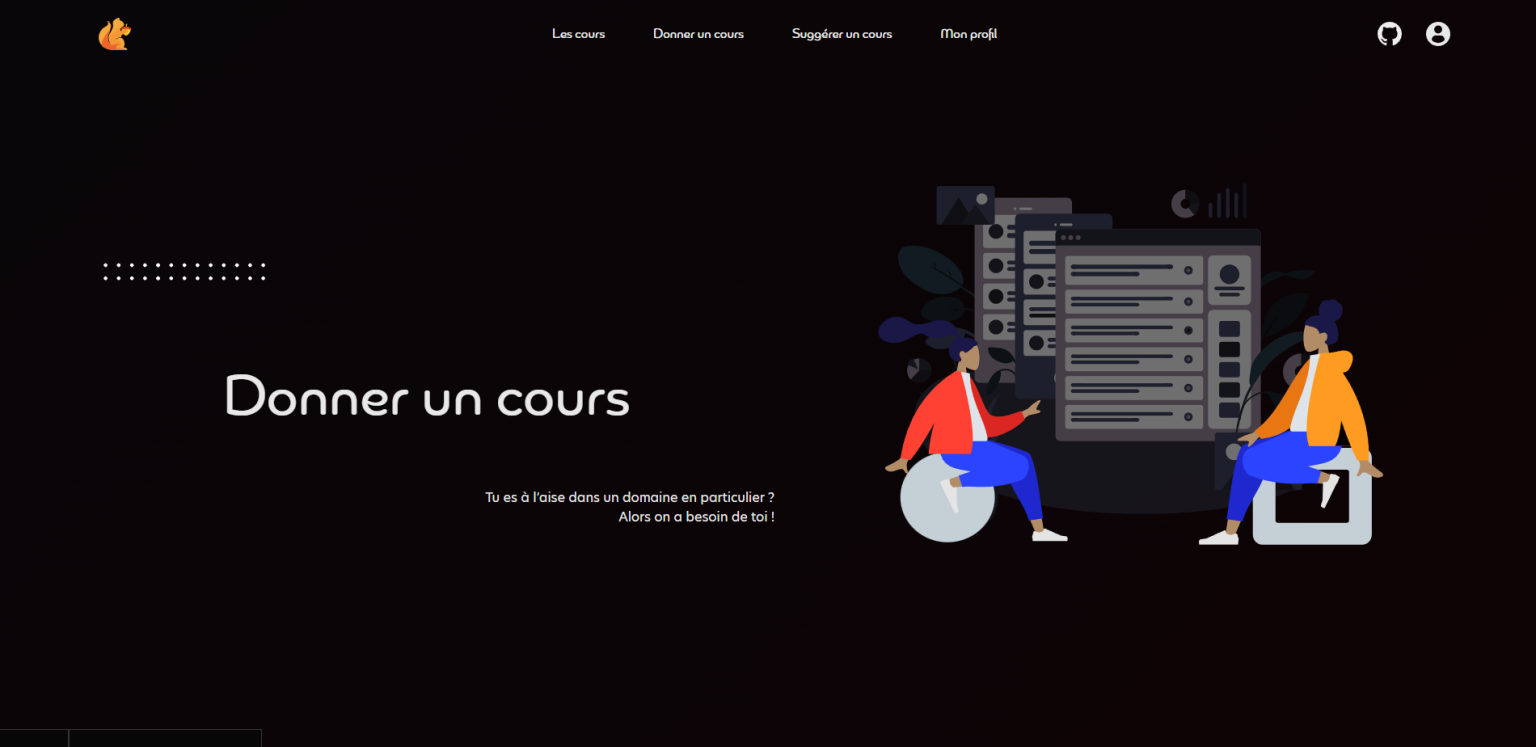 Les cours
Donner un cours
Suggérer un cours
Mon profil
Donner un cours
Tu es à l'aise dans un domaine en particulier ?
Alors on a besoin de toi !